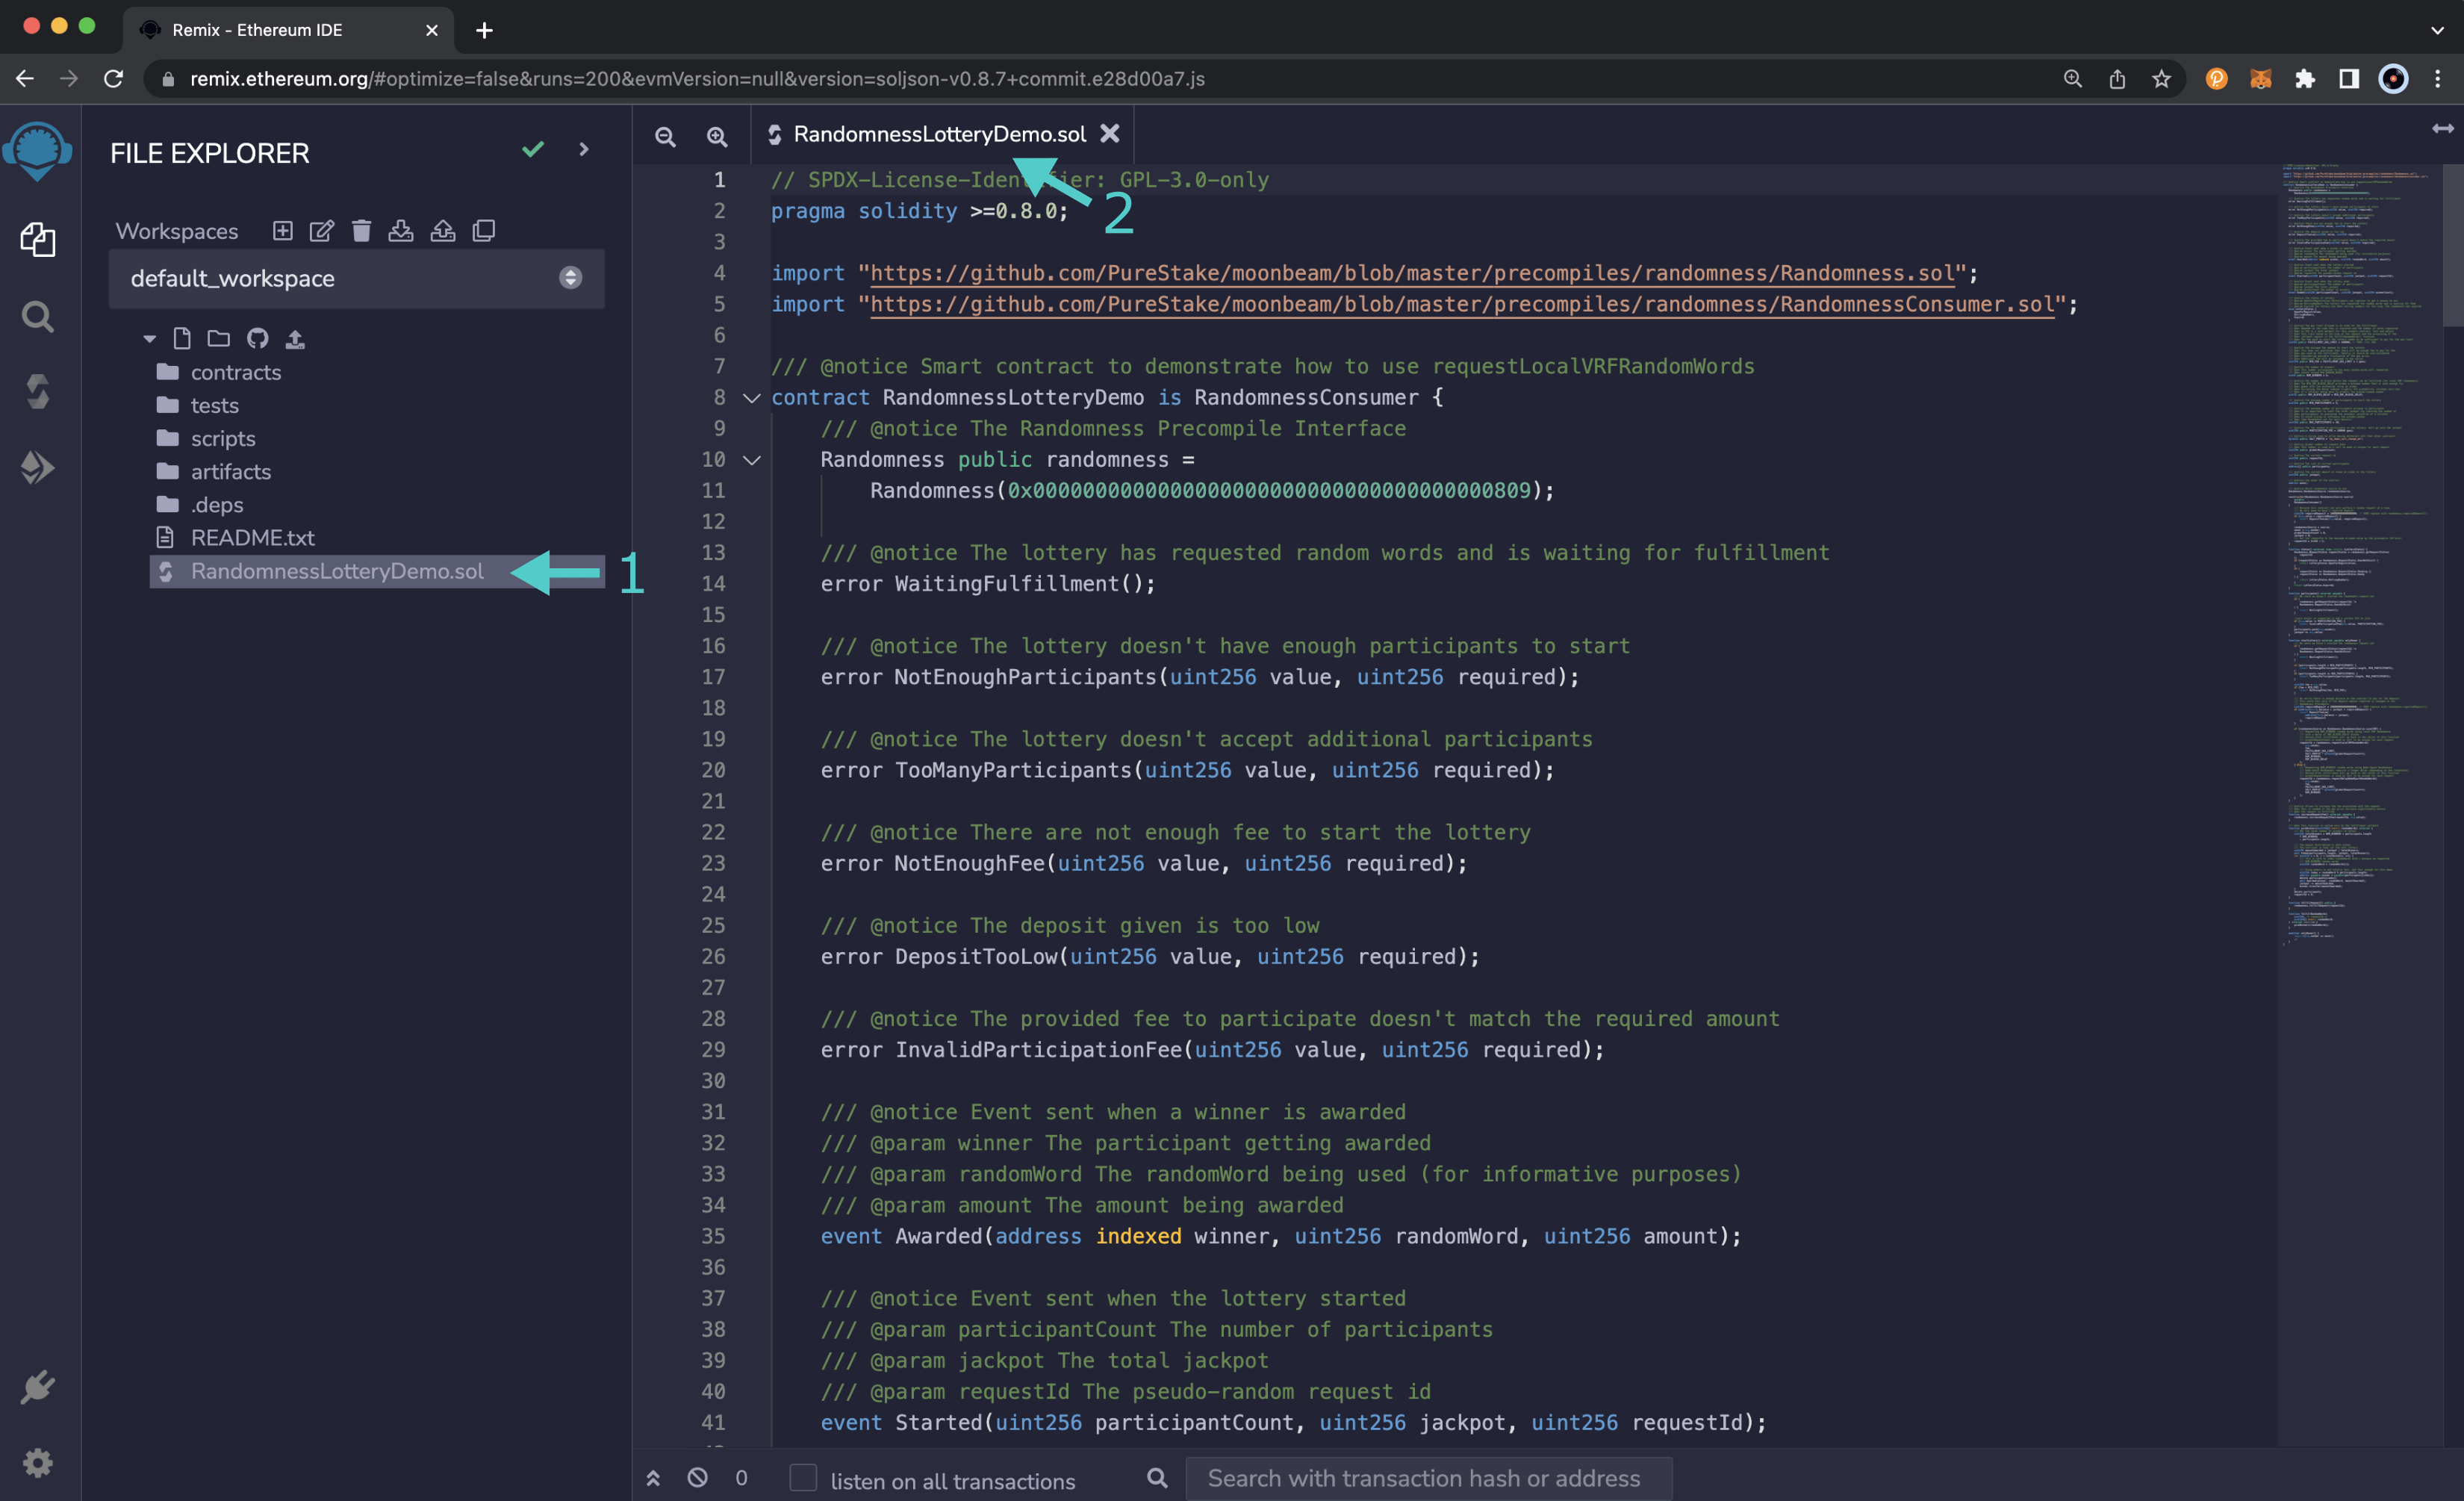 Remix - Ethereum IDE
remix.ethereum.org/#optimize=false&runs=200&evmVersion=null&version=soljson-v0.8.7+commit.e28d00a7.js
FILE EXPLORER
Workspaces
default_workspace
contracts
tests
scripts
artifacts
.deps
README.txt
RandomnessLotteryDemo.sol
1
RandomnessLotteryDemo.sol
2
1 // SPDX-License-Identifier: GPL-3.0-only
2 pragma solidity >=0.8.0;
3
4 import "https://github.com/PureStake/moonbeam/blob/master/precompiles/randomness/Randomness.sol";
5 import "https://github.com/PureStake/moonbeam/blob/master/precompiles/randomness/RandomnessConsumer.sol";
6
7 /// @notice Smart contract to demonstrate how to use requestLocalVRFRandomWords
8 contract RandomnessLotteryDemo is RandomnessConsumer {
9 /// @notice The Randomness Precompile Interface
10 Randomness public randomness =
11 Randomness(0x0000000000000000000000000000000000000809);
12
13 /// @notice The lottery has requested random words and is waiting for fulfillment
14 error WaitingFulfillment();
15
16 /// @notice The lottery doesn't have enough participants to start
17 error NotEnoughParticipants(uint256 value, uint256 required);
18
19 /// @notice The lottery doesn't accept additional participants
20 error TooManyParticipants(uint256 value, uint256 required);
21
22 /// @notice There are not enough fee to start the lottery
23 error NotEnoughFee(uint256 value, uint256 required);
24
25 /// @notice The deposit given is too low
26 error DepositTooLow(uint256 value, uint256 required);
27
28 /// @notice The provided fee to participate doesn't match the required amount
29 error InvalidParticipationFee(uint256 value, uint256 required);
30
31 /// @notice Event sent when a winner is awarded
32 /// @param winner The participant getting awarded
33 /// @param randomWord The randomWord being used (for informative purposes)
34 /// @param amount The amount being awarded
35 event Awarded(address indexed winner, uint256 randomWord, uint256 amount);
36
37 /// @notice Event sent when the lottery started
38 /// @param participantCount The number of participants
39 /// @param jackpot The total jackpot
40 /// @param requestId The pseudo-random request id
41 event Started(uint256 participantCount, uint256 jackpot, uint256 requestId);
0
listen on all transactions
Search with transaction hash or address